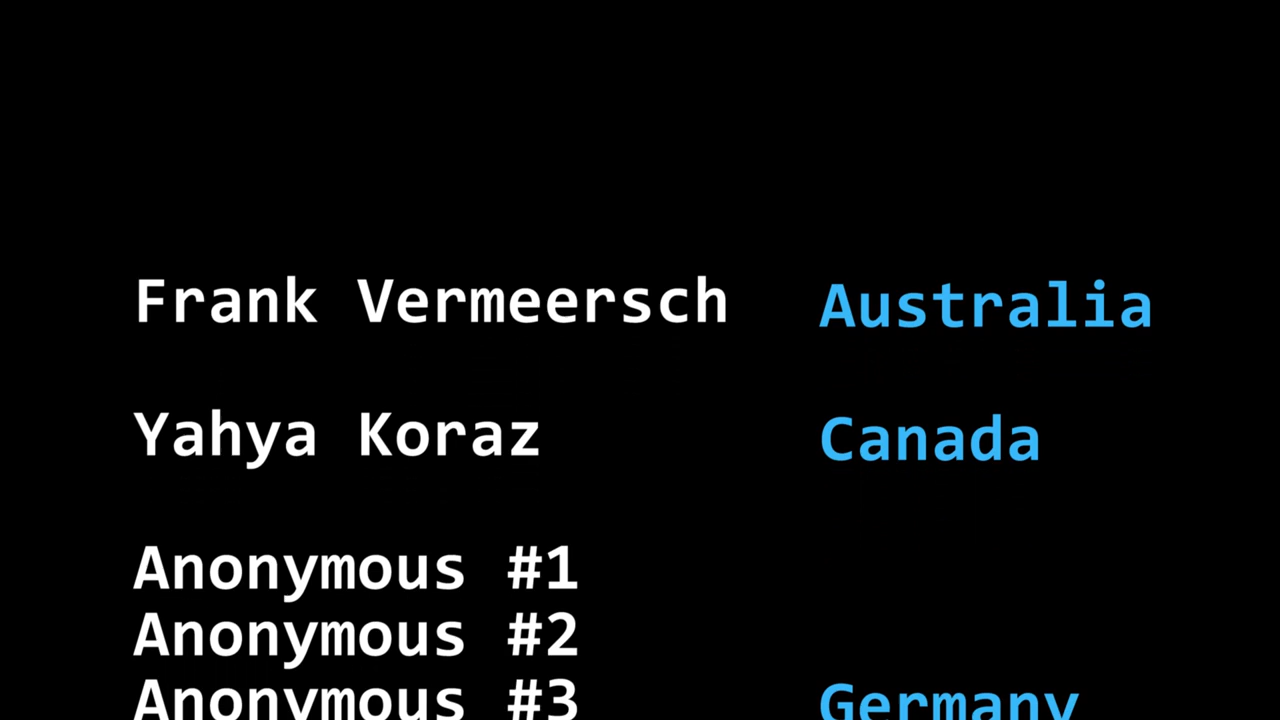 Frank Vermeersch Australia
Yahya Koraz Canada
Anonymous #1
Anonymous #2
Anonymous #3 Germany